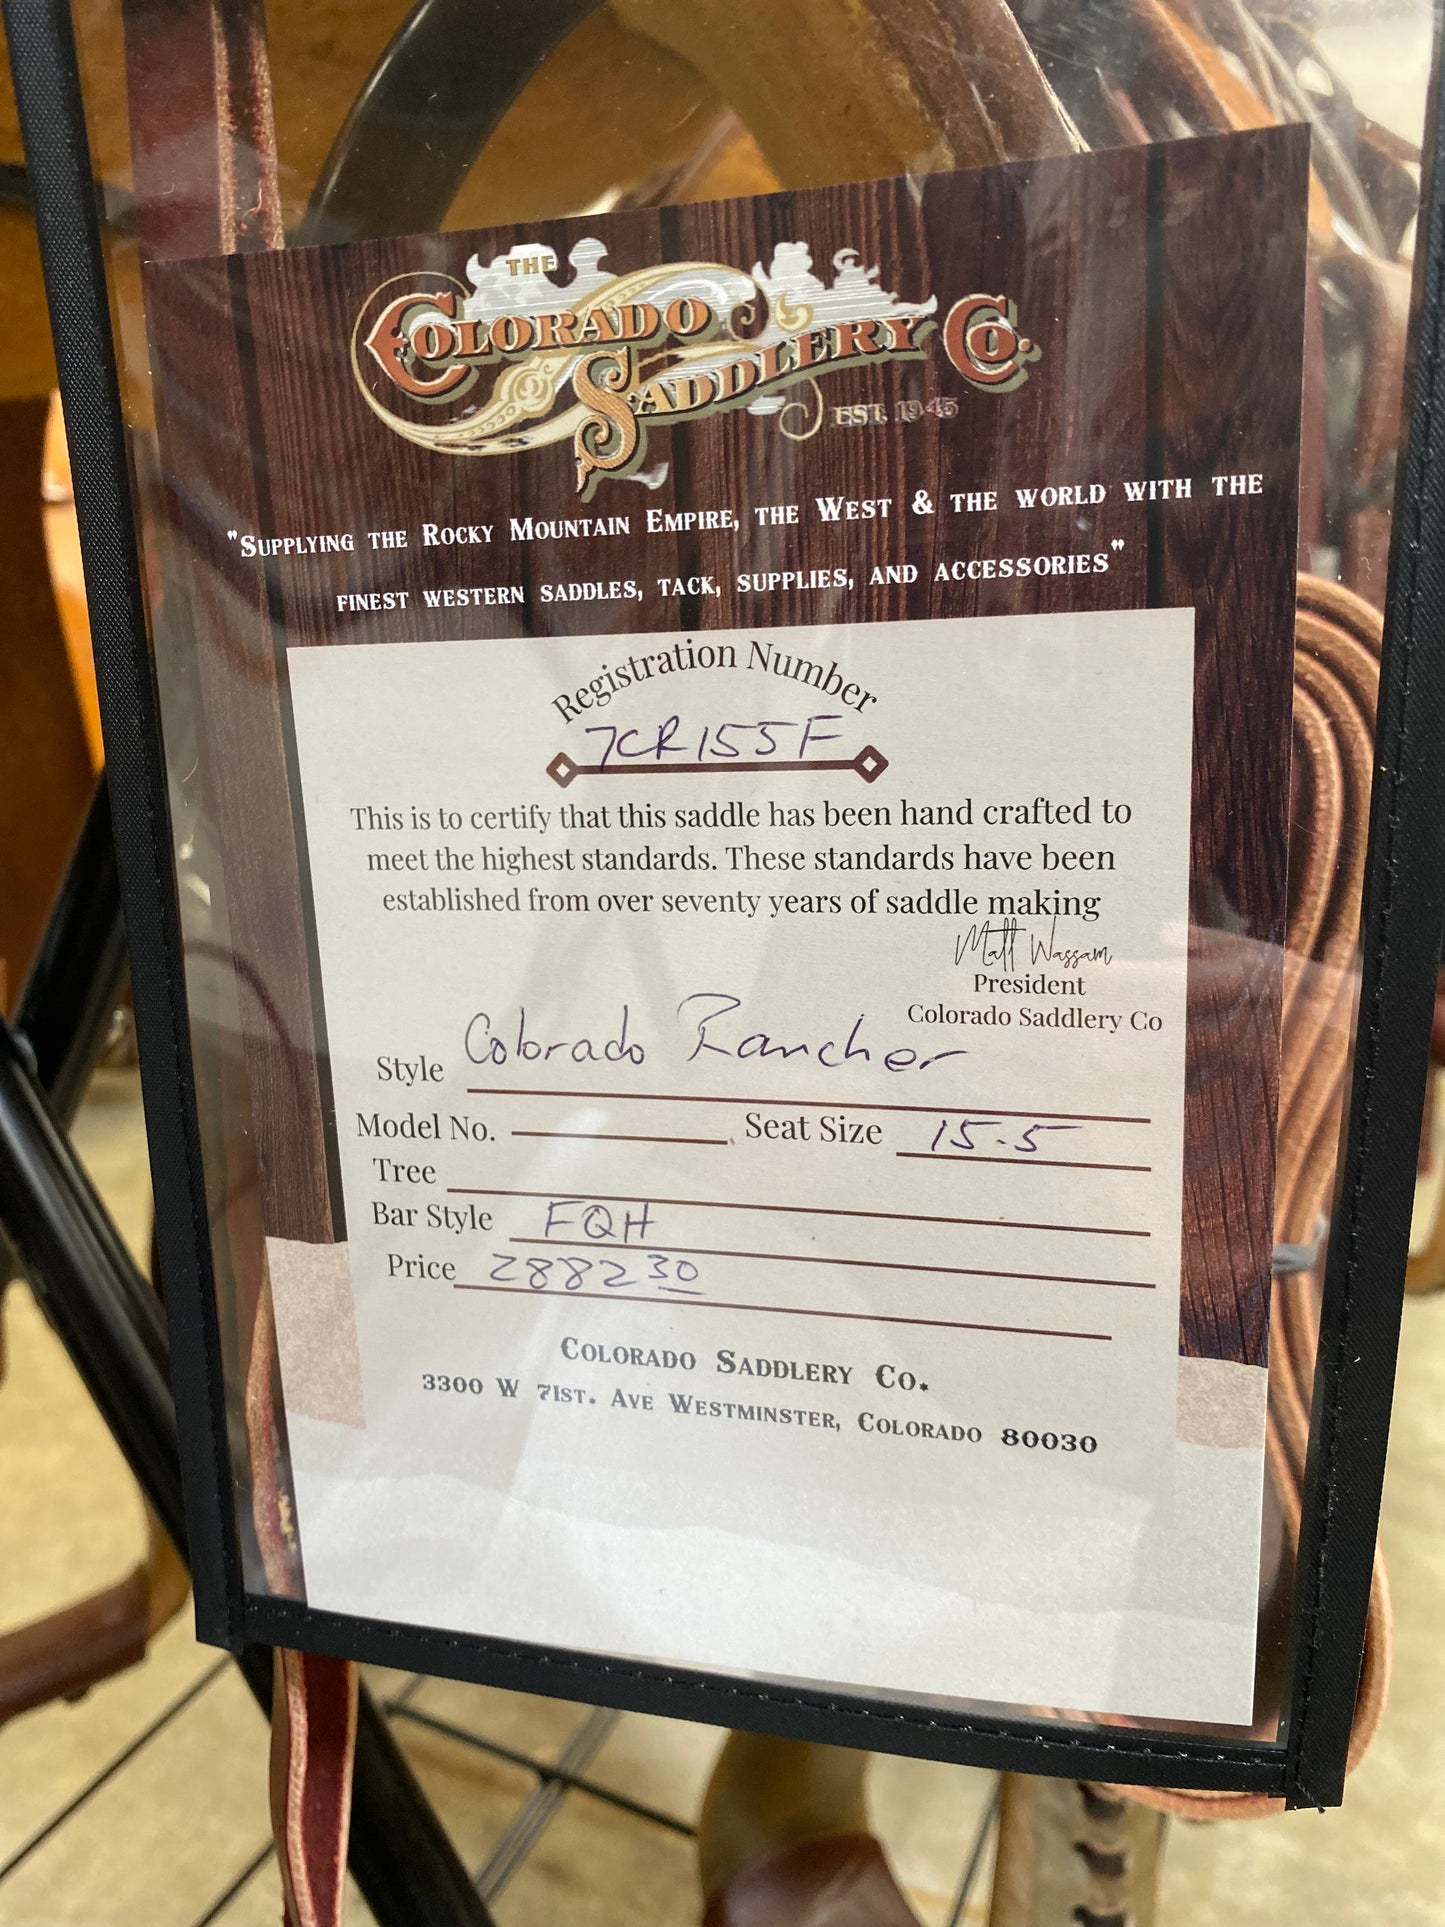 THE
COLORADO SADDLERY CO.
EST. 1945
"SUPPLYING THE ROCKY MOUNTAIN EMPIRE, THE WEST & THE WORLD WITH THE
FINEST WESTERN SADDLES, TACK, SUPPLIES, AND ACCESSORIES"
Registration Number
7CR155F
This is to certify that this saddle has been hand crafted to
meet the highest standards. These standards have been
established from over seventy years of saddle making
Matt Wassam
President
Colorado Saddlery Co
Style Colorado Rancher
Model No. Seat Size 15.5
Tree
Bar Style FQH
Price 2882 30
COLORADO SADDLERY CO.
3300 W 71ST. AVE WESTMINSTER, COLORADO 80030